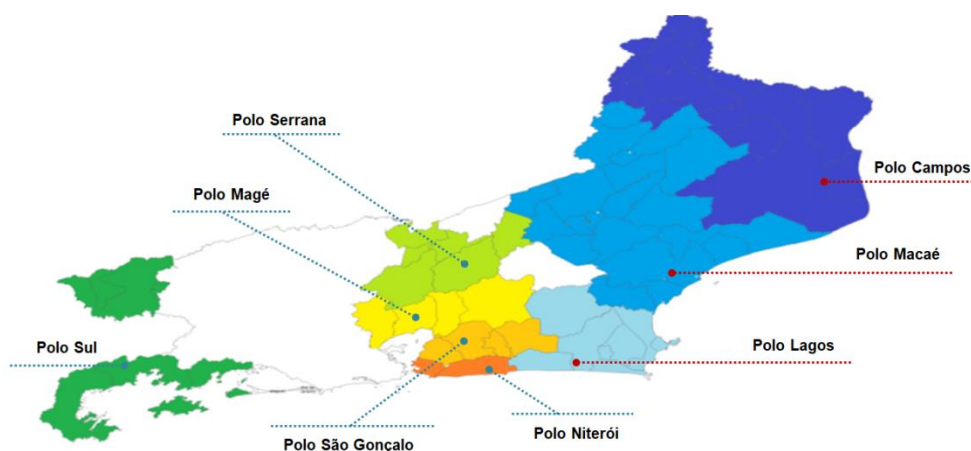 Polo Serrana
Polo Campos
Polo Magé
Polo Macaé
Polo Sul
Polo Lagos
Polo Niterói
Polo São Gonçalo